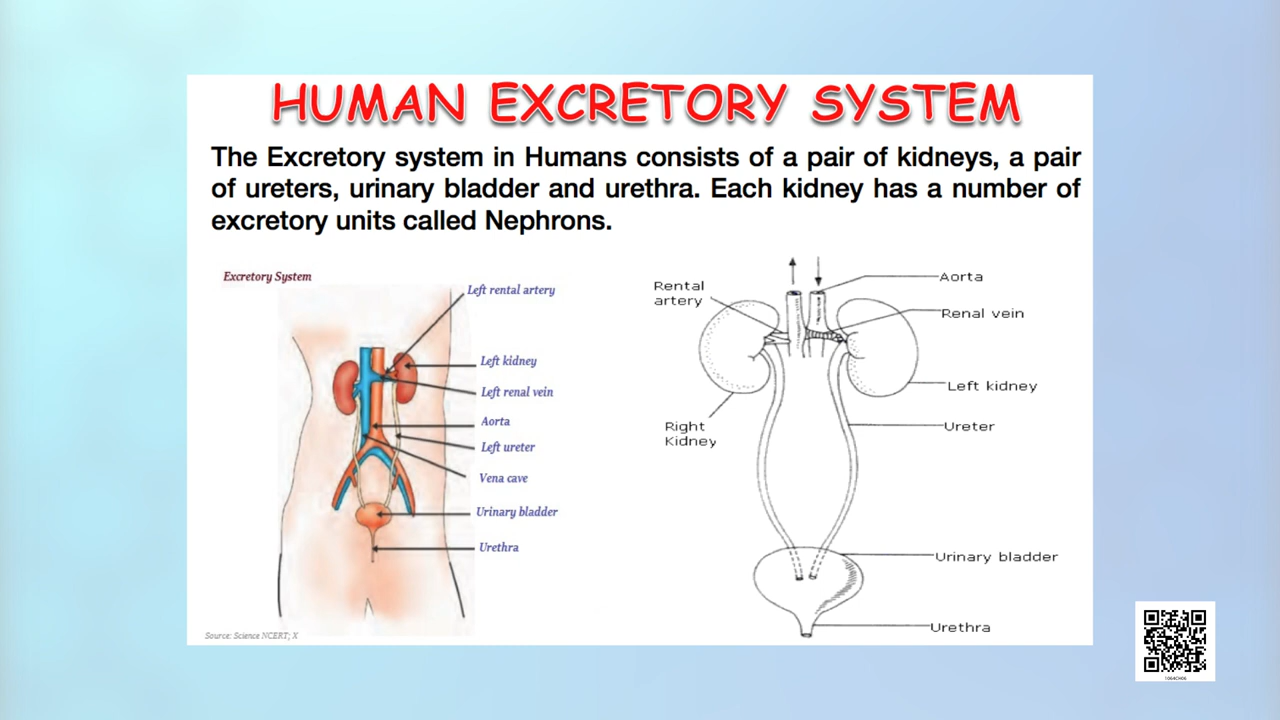 HUMAN EXCRETORY SYSTEM
The Excretory system in Humans consists of a pair of kidneys, a pair
of ureters, urinary bladder and urethra. Each kidney has a number of
excretory units called Nephrons.
Excretory System
Left rental artery
Left kidney
Left renal vein
Aorta
Left ureter
Vena cave
Urinary bladder
Urethra
Source: Science NCERT; X
Rental
artery
Aorta
Renal vein
Left kidney
Right
Kidney
Ureter
Urinary bladder
Urethra
1064CH06